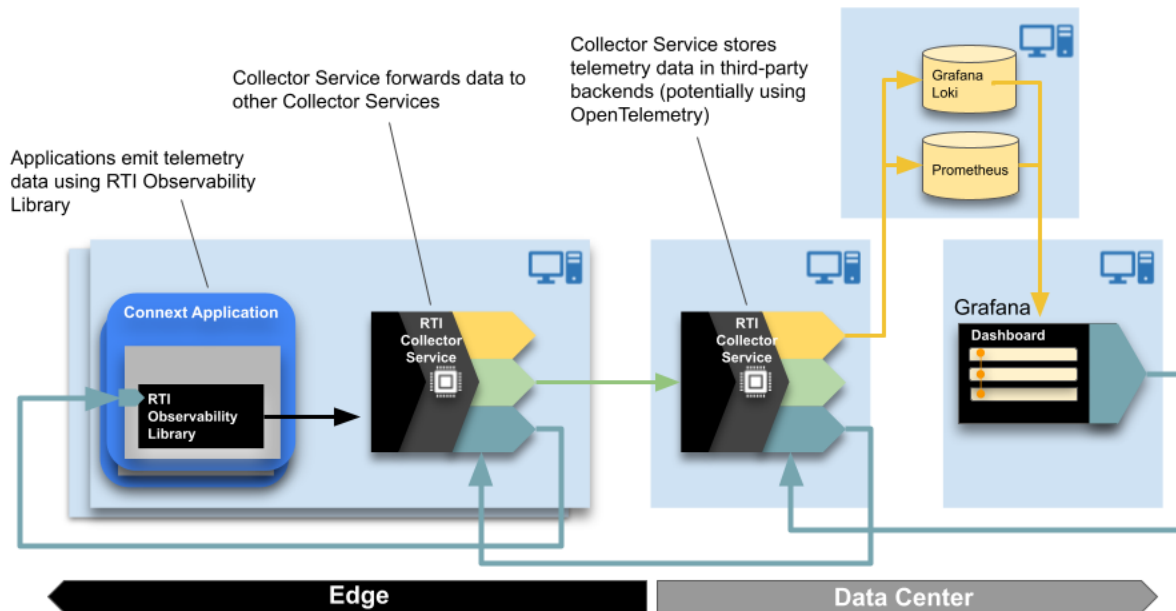 Collector Service stores
telemetry data in third-party
backends (potentially using
OpenTelemetry)
Collector Service forwards data to
other Collector Services
Applications emit telemetry
data using RTI Observability
Library
Grafana
Loki
Prometheus
Connext Application
RTI
Observability
Library
RTI
Collector
Service
RTI
Collector
Service
Grafana
Dashboard
Edge
Data Center